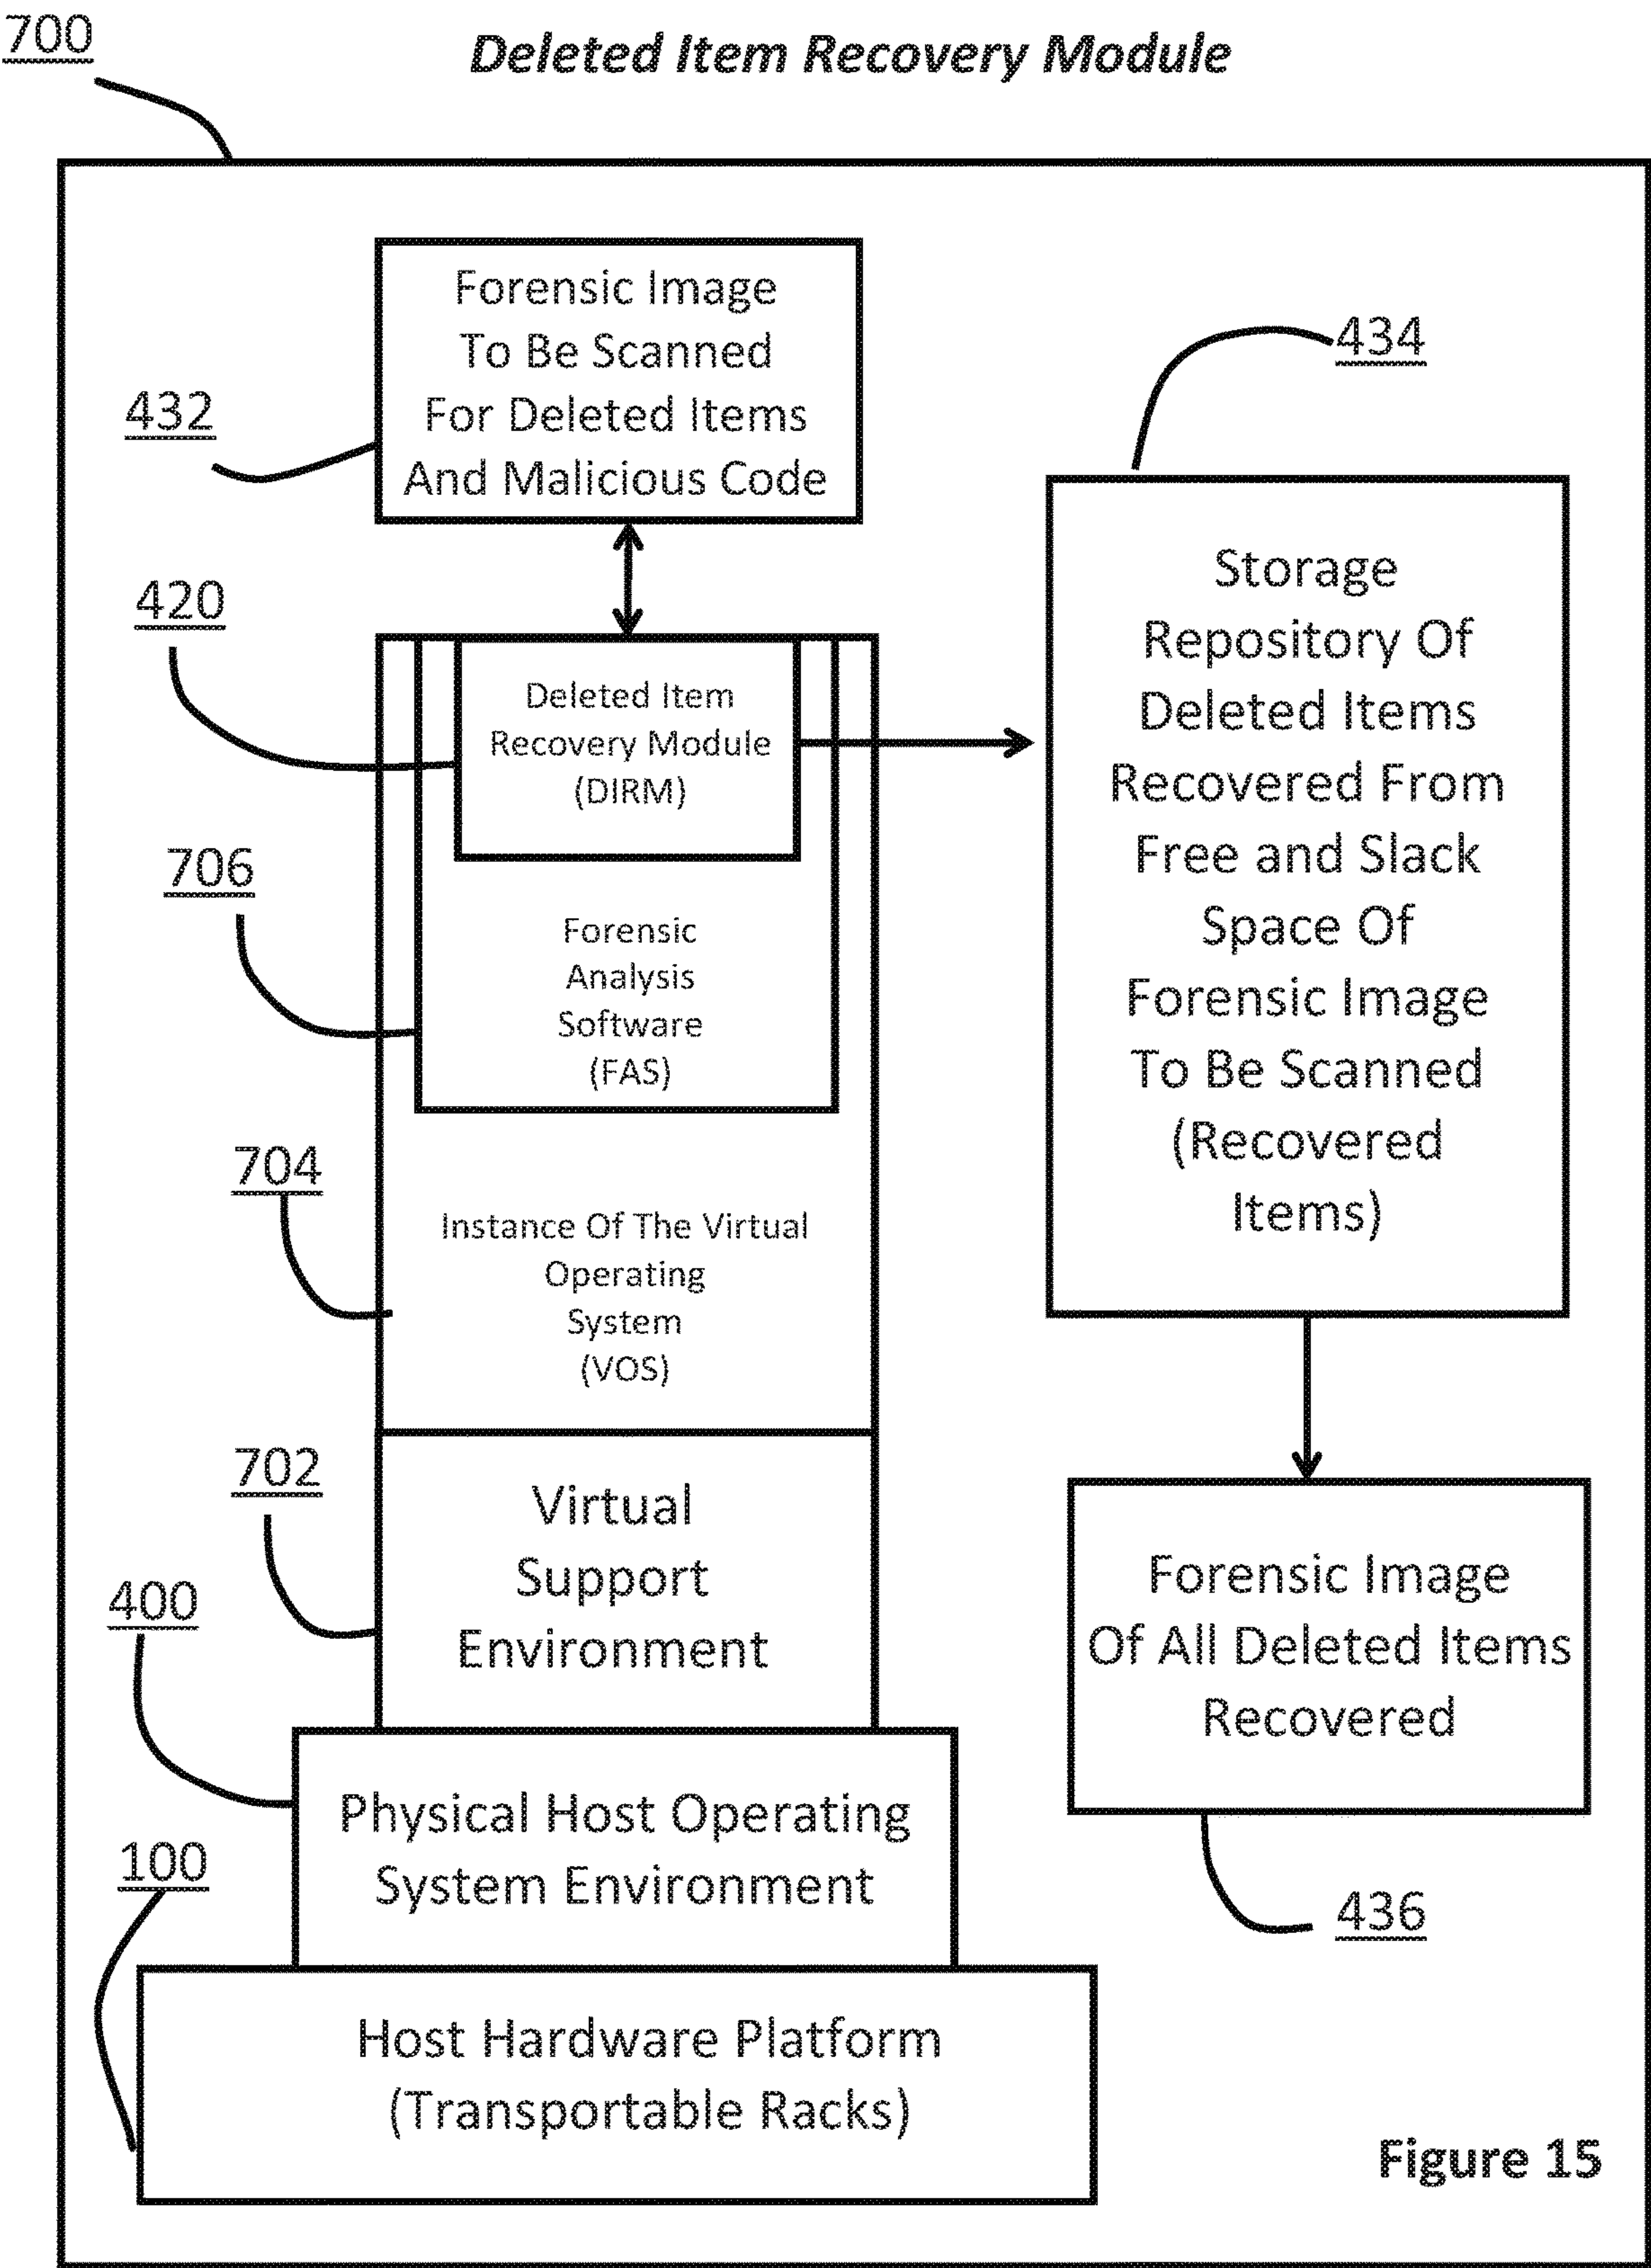 700
Deleted Item Recovery Module
Forensic Image
To Be Scanned
For Deleted Items
And Malicious Code
432
434
420
Deleted Item
Recovery Module
(DIRM)
706
Forensic
Analysis
Software
(FAS)
704
Instance Of The Virtual
Operating
System
(VOS)
702
Virtual
Support
Environment
400
Physical Host Operating
System Environment
100
Host Hardware Platform
(Transportable Racks)
Storage
Repository Of
Deleted Items
Recovered From
Free and Slack
Space Of
Forensic Image
To Be Scanned
(Recovered
Items)
Forensic Image
Of All Deleted Items
Recovered
436
Figure 15